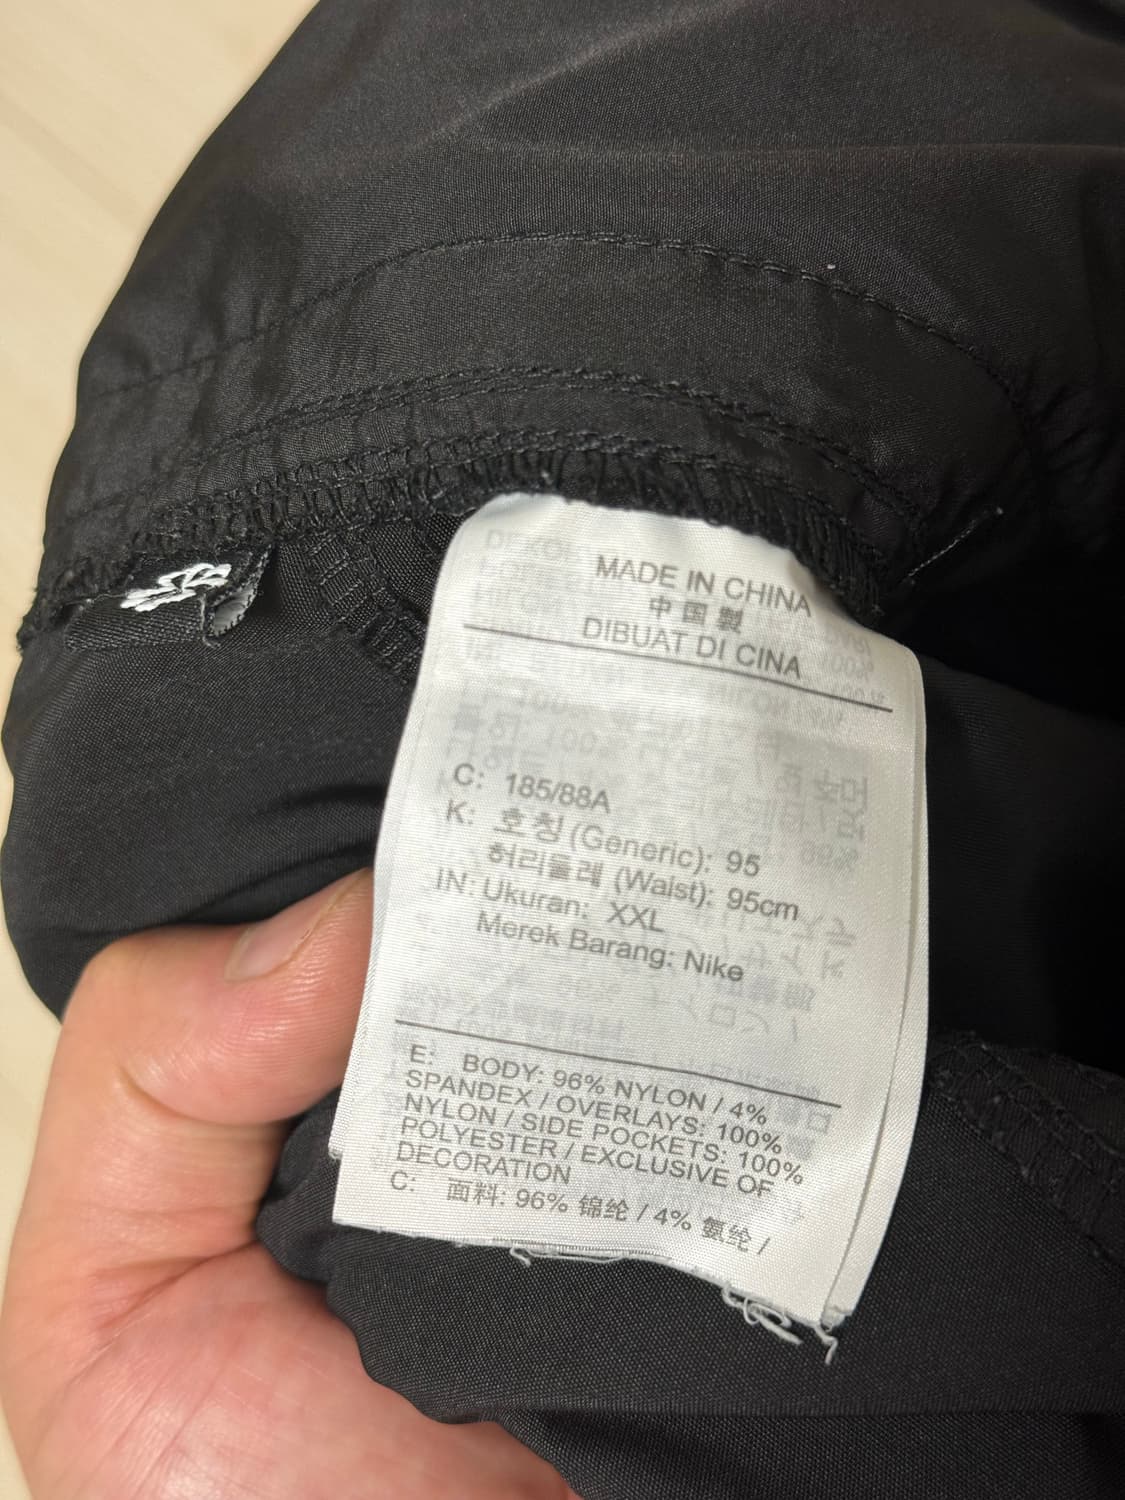 MADE IN CHINA
中国製
DIBUAT DI CINA
C: 185/88A
K: 호칭 (Generic): 95
허리둘레 (Waist): 95cm
IN: Ukuran: XXL
Merek Barang: Nike
E: BODY: 96% NYLON / 4%
SPANDEX / OVERLAYS: 100%
NYLON / SIDE POCKETS: 100%
POLYESTER / EXCLUSIVE OF
DECORATION
C: 面料: 96% 锦纶 / 4% 氨纶 /